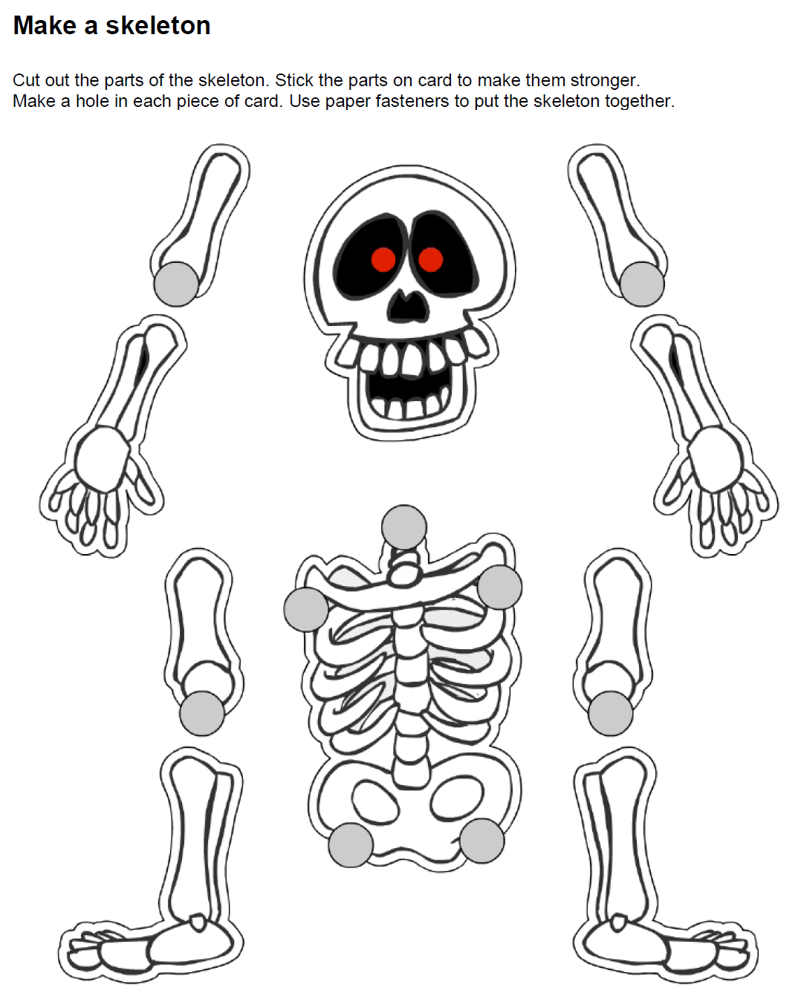 Make a skeleton
Cut out the parts of the skeleton. Stick the parts on card to make them stronger.
Make a hole in each piece of card. Use paper fasteners to put the skeleton together.